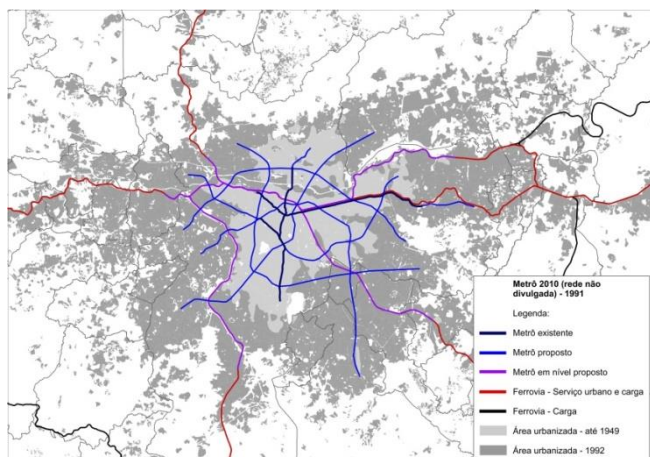 Metrô 2010 (rede não
divulgada) - 1991
Legenda:
Metrô existente
Metrô proposto
Metrô em nível proposto
Ferrovia - Serviço urbano e carga
Ferrovia - Carga
Área urbanizada - até 1949
Área urbanizada - 1992